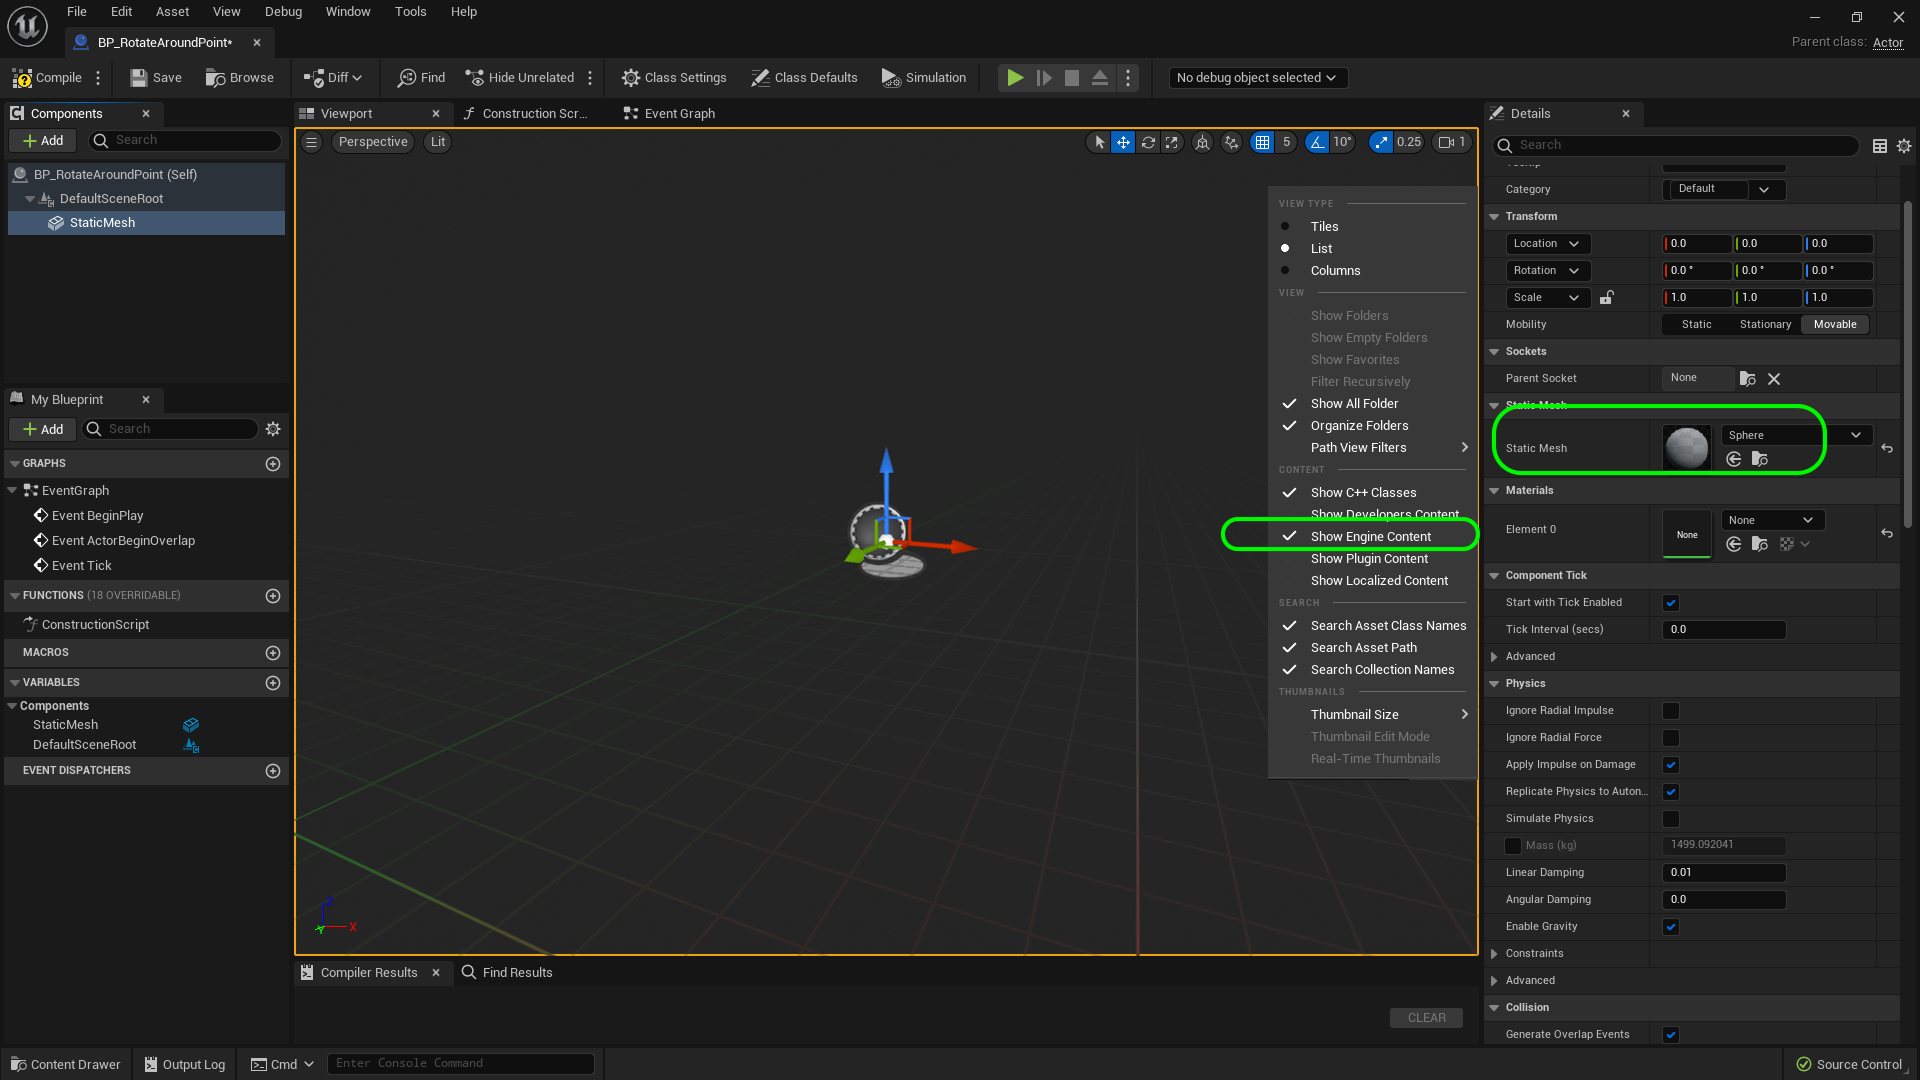 File Edit Asset View Debug Window Tools Help
BP_RotateAroundPoint*
Parent class: Actor
Compile Save Browse Diff Find Hide Unrelated Class Settings Class Defaults Simulation No debug object selected
Components
Add Search
BP_RotateAroundPoint (Self)
DefaultSceneRoot
StaticMesh
My Blueprint
Add Search
GRAPHS
EventGraph
Event BeginPlay
Event ActorBeginOverlap
Event Tick
FUNCTIONS (18 OVERRIDABLE)
ConstructionScript
MACROS
VARIABLES
Components
StaticMesh
DefaultSceneRoot
EVENT DISPATCHERS
Viewport Construction Scr... Event Graph
Perspective Lit 5 10° 0.25 1
VIEW TYPE
Tiles
List
Columns
VIEW
Show Folders
Show Empty Folders
Show Favorites
Filter Recursively
Show All Folder
Organize Folders
Path View Filters
CONTENT
Show C++ Classes
Show Developers Content
Show Engine Content
Show Plugin Content
Show Localized Content
SEARCH
Search Asset Class Names
Search Asset Path
Search Collection Names
THUMBNAILS
Thumbnail Size
Thumbnail Edit Mode
Real-Time Thumbnails
Z
Y X
Compiler Results Find Results
CLEAR
Details
Search
Category Default
Transform
Location 0.0 0.0 0.0
Rotation 0.0 ° 0.0 ° 0.0 °
Scale 1.0 1.0 1.0
Mobility Static Stationary Movable
Sockets
Parent Socket None
Static Mesh
Static Mesh Sphere
Materials
Element 0 None None
Component Tick
Start with Tick Enabled
Tick Interval (secs) 0.0
Advanced
Physics
Ignore Radial Impulse
Ignore Radial Force
Apply Impulse on Damage
Replicate Physics to Auton...
Simulate Physics
Mass (kg) 1499.092041
Linear Damping 0.01
Angular Damping 0.0
Enable Gravity
Constraints
Advanced
Collision
Generate Overlap Events
Content Drawer Output Log Cmd Enter Console Command Source Control